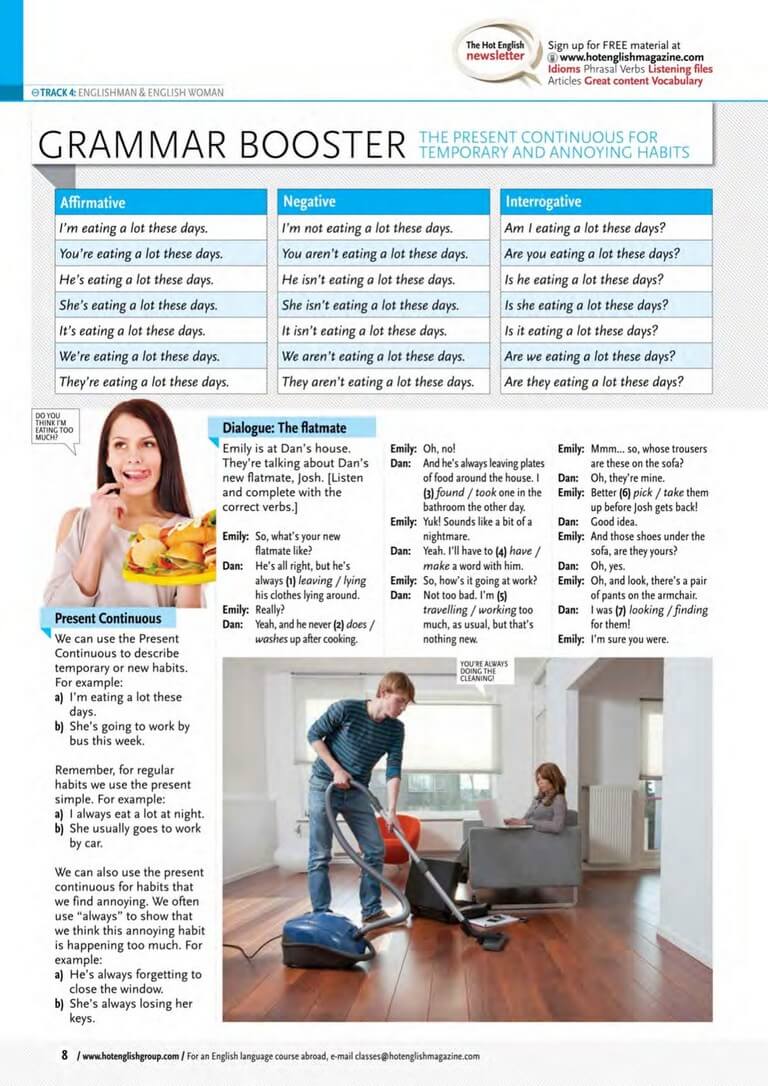 The Hot English
newsletter
Sign up for FREE material at
www.hotenglishmagazine.com
Idioms Phrasal Verbs Listening files
Articles Great content Vocabulary
TRACK 4: ENGLISHMAN & ENGLISH WOMAN
GRAMMAR BOOSTER
THE PRESENT CONTINUOUS FOR
TEMPORARY AND ANNOYING HABITS
Affirmative
I'm eating a lot these days.
You're eating a lot these days.
He's eating a lot these days.
She's eating a lot these days.
It's eating a lot these days.
We're eating a lot these days.
They're eating a lot these days.
Negative
I'm not eating a lot these days.
You aren't eating a lot these days.
He isn't eating a lot these days.
She isn't eating a lot these days.
It isn't eating a lot these days.
We aren't eating a lot these days.
They aren't eating a lot these days.
Interrogative
Am I eating a lot these days?
Are you eating a lot these days?
Is he eating a lot these days?
Is she eating a lot these days?
Is it eating a lot these days?
Are we eating a lot these days?
Are they eating a lot these days?
DO YOU
THINK I'M
EATING TOO
MUCH?
Present Continuous
We can use the Present
Continuous to describe
temporary or new habits.
For example:
a) I'm eating a lot these
days.
b) She's going to work by
bus this week.
Remember, for regular
habits we use the present
simple. For example:
a) I always eat a lot at night.
b) She usually goes to work
by car.
We can also use the present
continuous for habits that
we find annoying. We often
use "always" to show that
we think this annoying habit
is happening too much. For
example:
a) He's always forgetting to
close the window.
b) She's always losing her
keys.
Dialogue: The flatmate
Emily is at Dan's house.
They're talking about Dan's
new flatmate, Josh. [Listen
and complete with the
correct verbs.]
Emily: So, what's your new
flatmate like?
Dan: He's all right, but he's
always (1) leaving / lying
his clothes lying around.
Emily: Really?
Dan: Yeah, and he never (2) does /
washes up after cooking.
Emily: Oh, no!
Dan: And he's always leaving plates
of food around the house. I
(3) found / took one in the
bathroom the other day.
Emily: Yuk! Sounds like a bit of a
nightmare.
Dan: Yeah. I'll have to (4) have /
make a word with him.
Emily: So, how's it going at work?
Dan: Not too bad. I'm (5)
travelling / working too
much, as usual, but that's
nothing new.
Emily: Mmm... so, whose trousers
are these on the sofa?
Dan: Oh, they're mine.
Emily: Better (6) pick / take them
up before Josh gets back!
Dan: Good idea.
Emily: And those shoes under the
sofa, are they yours?
Dan: Oh, yes.
Emily: Oh, and look, there's a pair
of pants on the armchair.
Dan: I was (7) looking / finding
for them!
Emily: I'm sure you were.
YOU'RE ALWAYS
DOING THE
CLEANING!
8 / www.hotenglishgroup.com / For an English language course abroad, e-mail classes@hotenglishmagazine.com